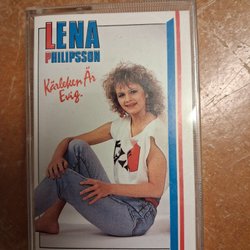 LENA
PHILIPSSON
Kärleken Är
Evig.